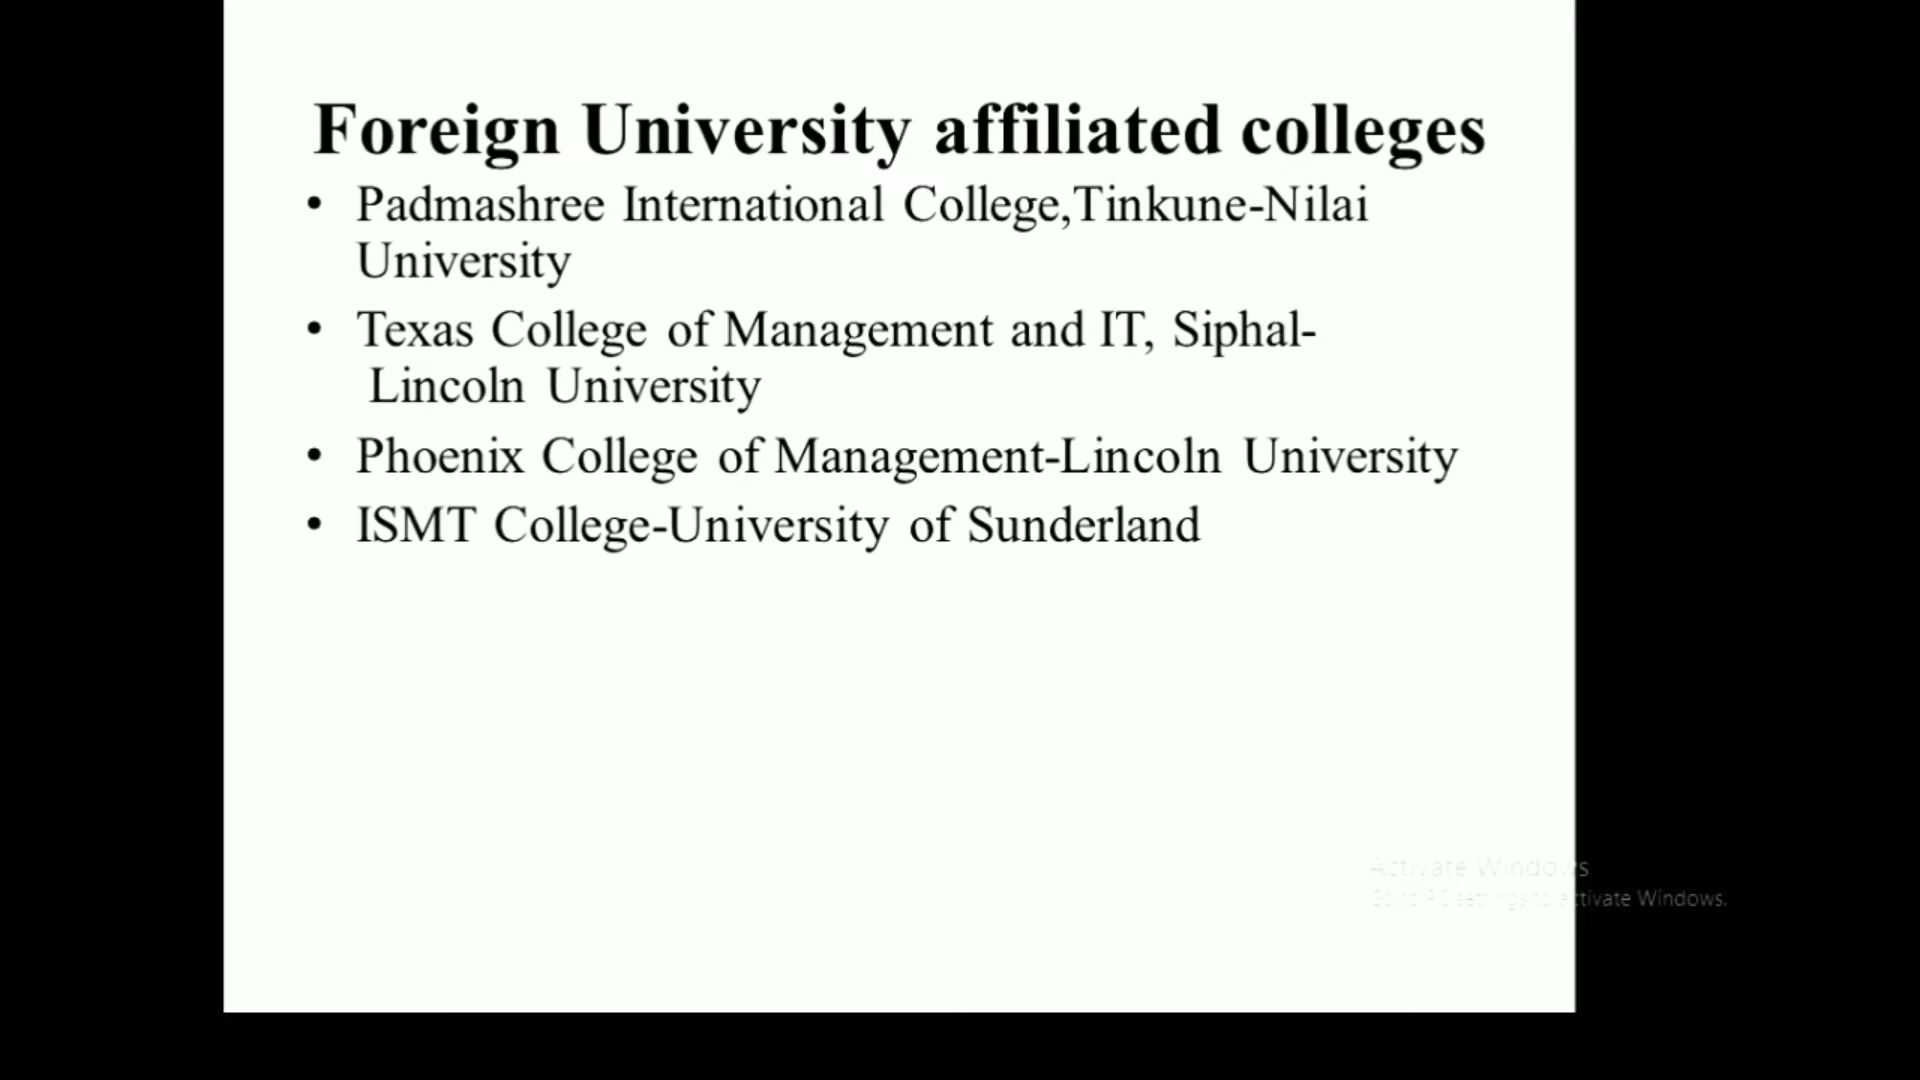 Foreign University affiliated colleges
• Padmashree International College,Tinkune-Nilai
University
• Texas College of Management and IT, Siphal-
Lincoln University
• Phoenix College of Management-Lincoln University
• ISMT College-University of Sunderland
Activate Windows
Go to PC settings to activate Windows.